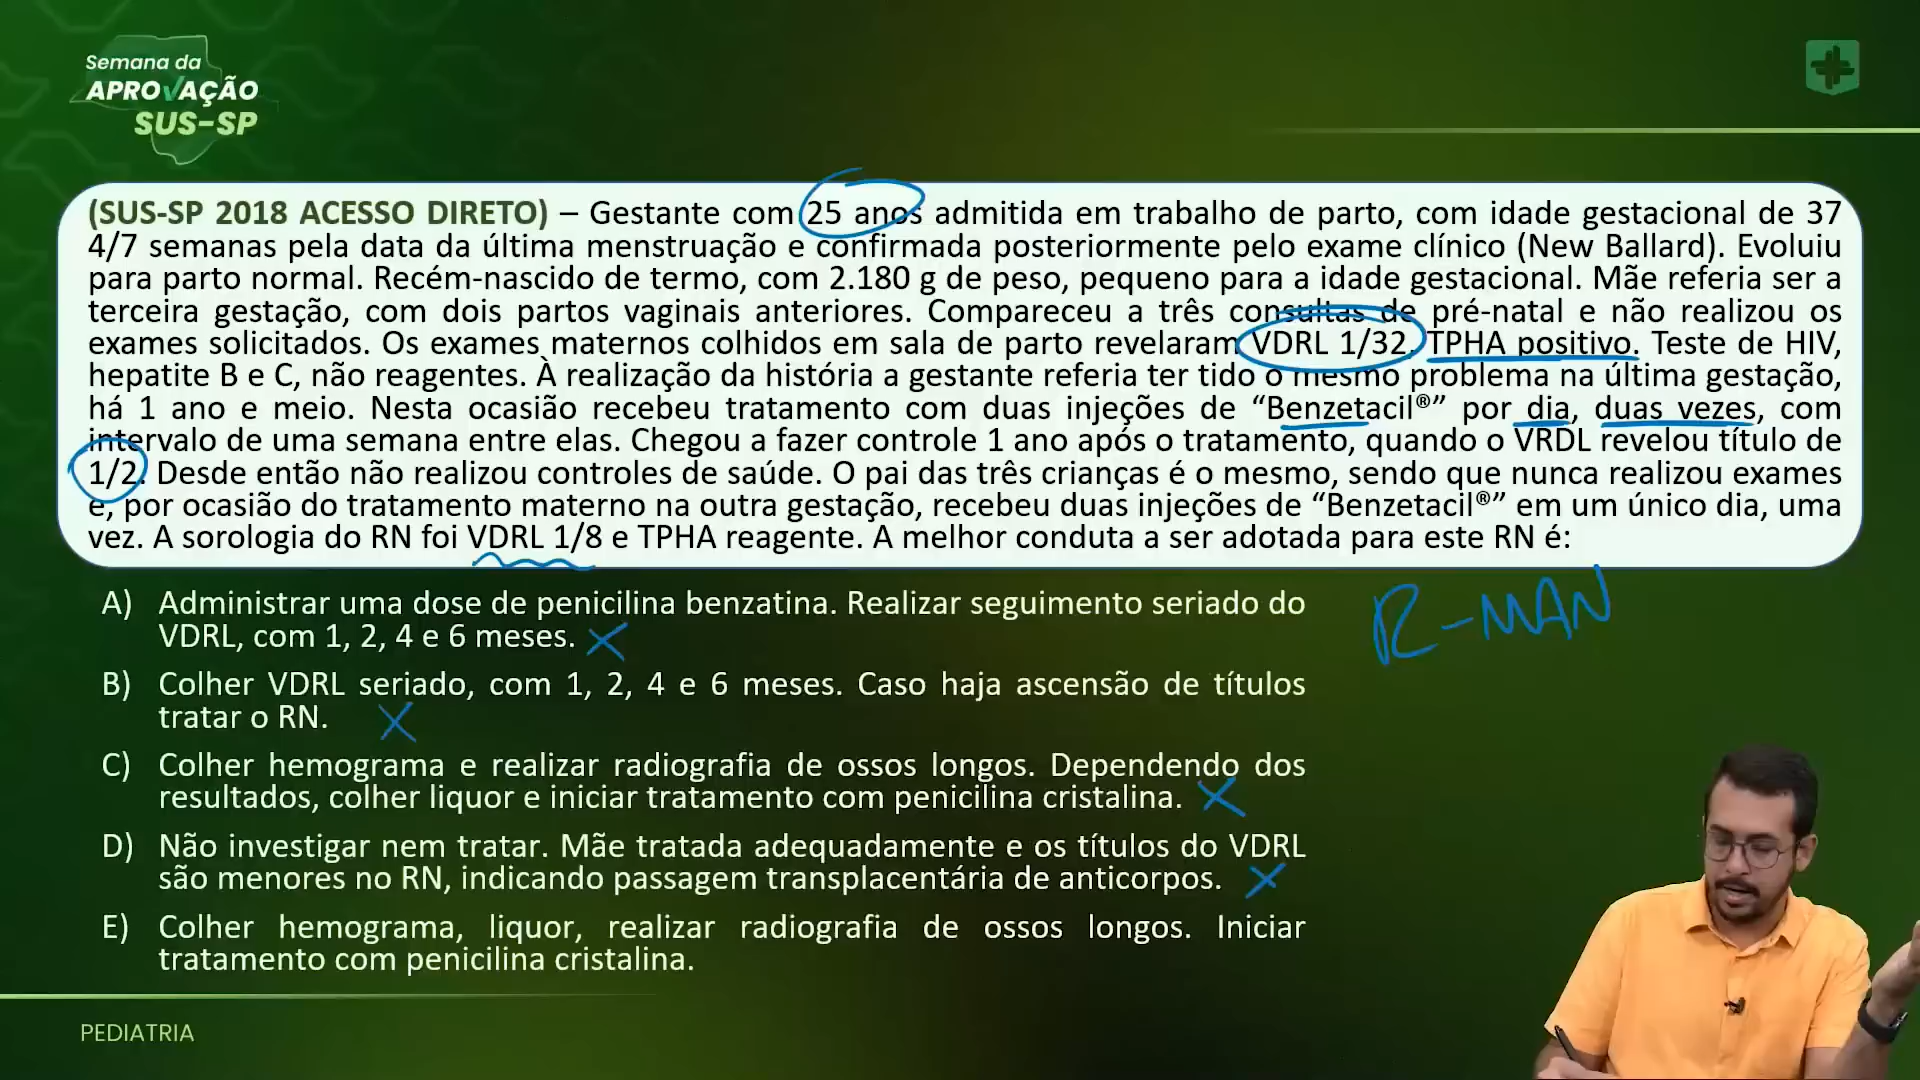 Semana da
APROVAÇÃO
SUS-SP
(SUS-SP 2018 ACESSO DIRETO) – Gestante com 25 anos admitida em trabalho de parto, com idade gestacional de 37
4/7 semanas pela data da última menstruação e confirmada posteriormente pelo exame clínico (New Ballard). Evoluiu
para parto normal. Recém-nascido de termo, com 2.180 g de peso, pequeno para a idade gestacional. Mãe referia ser a
terceira gestação, com dois partos vaginais anteriores. Compareceu a três consultas de pré-natal e não realizou os
exames solicitados. Os exames maternos colhidos em sala de parto revelaram VDRL 1/32, TPHA positivo. Teste de HIV,
hepatite B e C, não reagentes. À realização da história a gestante referia ter tido o mesmo problema na última gestação,
há 1 ano e meio. Nesta ocasião recebeu tratamento com duas injeções de “Benzetacil®” por dia, duas vezes, com
intervalo de uma semana entre elas. Chegou a fazer controle 1 ano após o tratamento, quando o VRDL revelou título de
1/2. Desde então não realizou controles de saúde. O pai das três crianças é o mesmo, sendo que nunca realizou exames
e, por ocasião do tratamento materno na outra gestação, recebeu duas injeções de “Benzetacil®” em um único dia, uma
vez. A sorologia do RN foi VDRL 1/8 e TPHA reagente. A melhor conduta a ser adotada para este RN é:
A) Administrar uma dose de penicilina benzatina. Realizar seguimento seriado do
VDRL, com 1, 2, 4 e 6 meses.
R-MAN
B) Colher VDRL seriado, com 1, 2, 4 e 6 meses. Caso haja ascensão de títulos
tratar o RN.
C) Colher hemograma e realizar radiografia de ossos longos. Dependendo dos
resultados, colher liquor e iniciar tratamento com penicilina cristalina.
D) Não investigar nem tratar. Mãe tratada adequadamente e os títulos do VDRL
são menores no RN, indicando passagem transplacentária de anticorpos.
E) Colher hemograma, liquor, realizar radiografia de ossos longos. Iniciar
tratamento com penicilina cristalina.
PEDIATRIA